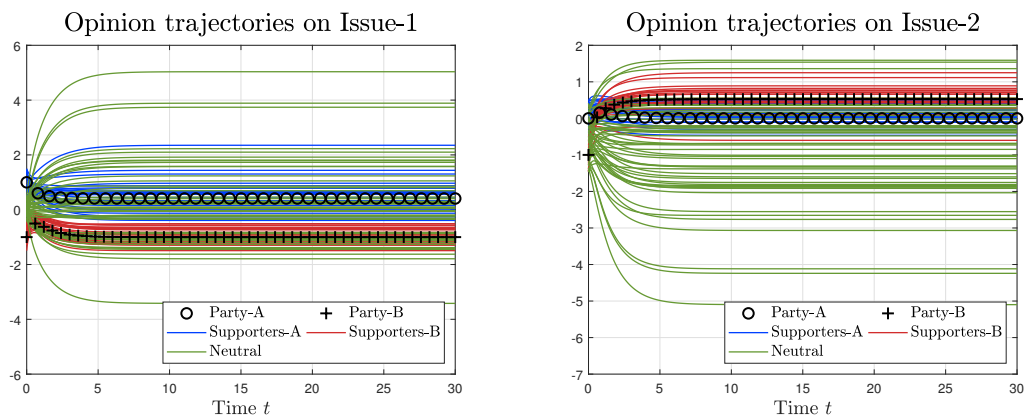 Opinion trajectories on Issue-1
6
4
2
0
-2
-4
-6
0 5 10 15 20 25 30
Time t
Party-A Party-B
Supporters-A Supporters-B
Neutral
Opinion trajectories on Issue-2
2
1
0
-1
-2
-3
-4
-5
-6
-7
0 5 10 15 20 25 30
Time t
Party-A Party-B
Supporters-A Supporters-B
Neutral